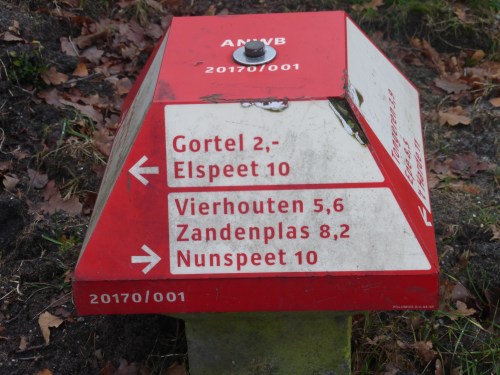 ANWB
20170/001
Gortel 2,-
Elspeet 10
Vierhouten 5,6
Zandenplas 8,2
Nunspeet 10
20170/001